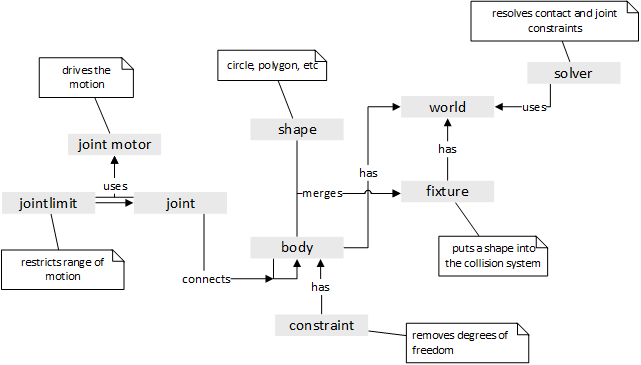 resolves contact and joint
constraints
solver
drives the
motion
circle, polygon, etc
world
uses
shape
joint motor
has
has
uses
jointlimit
joint
merges
fixture
body
restricts range of
motion
connects
puts a shape into
the collision system
has
constraint
removes degrees of
freedom